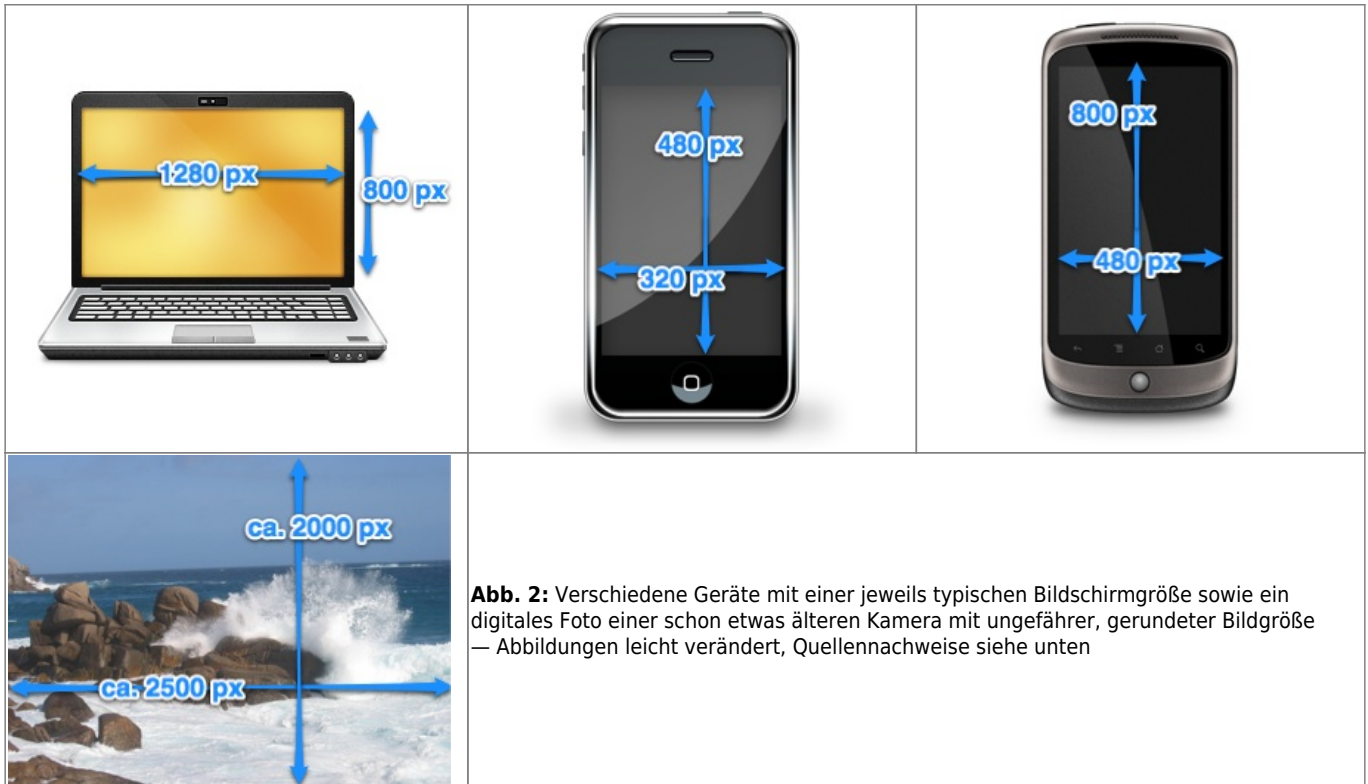 1280 px
800 px
480 px
320 px
800 px
480 px
ca. 2000 px
ca. 2500 px
Abb. 2: Verschiedene Geräte mit einer jeweils typischen Bildschirmgröße sowie ein
digitales Foto einer schon etwas älteren Kamera mit ungefährer, gerundeter Bildgröße
— Abbildungen leicht verändert, Quellennachweise siehe unten